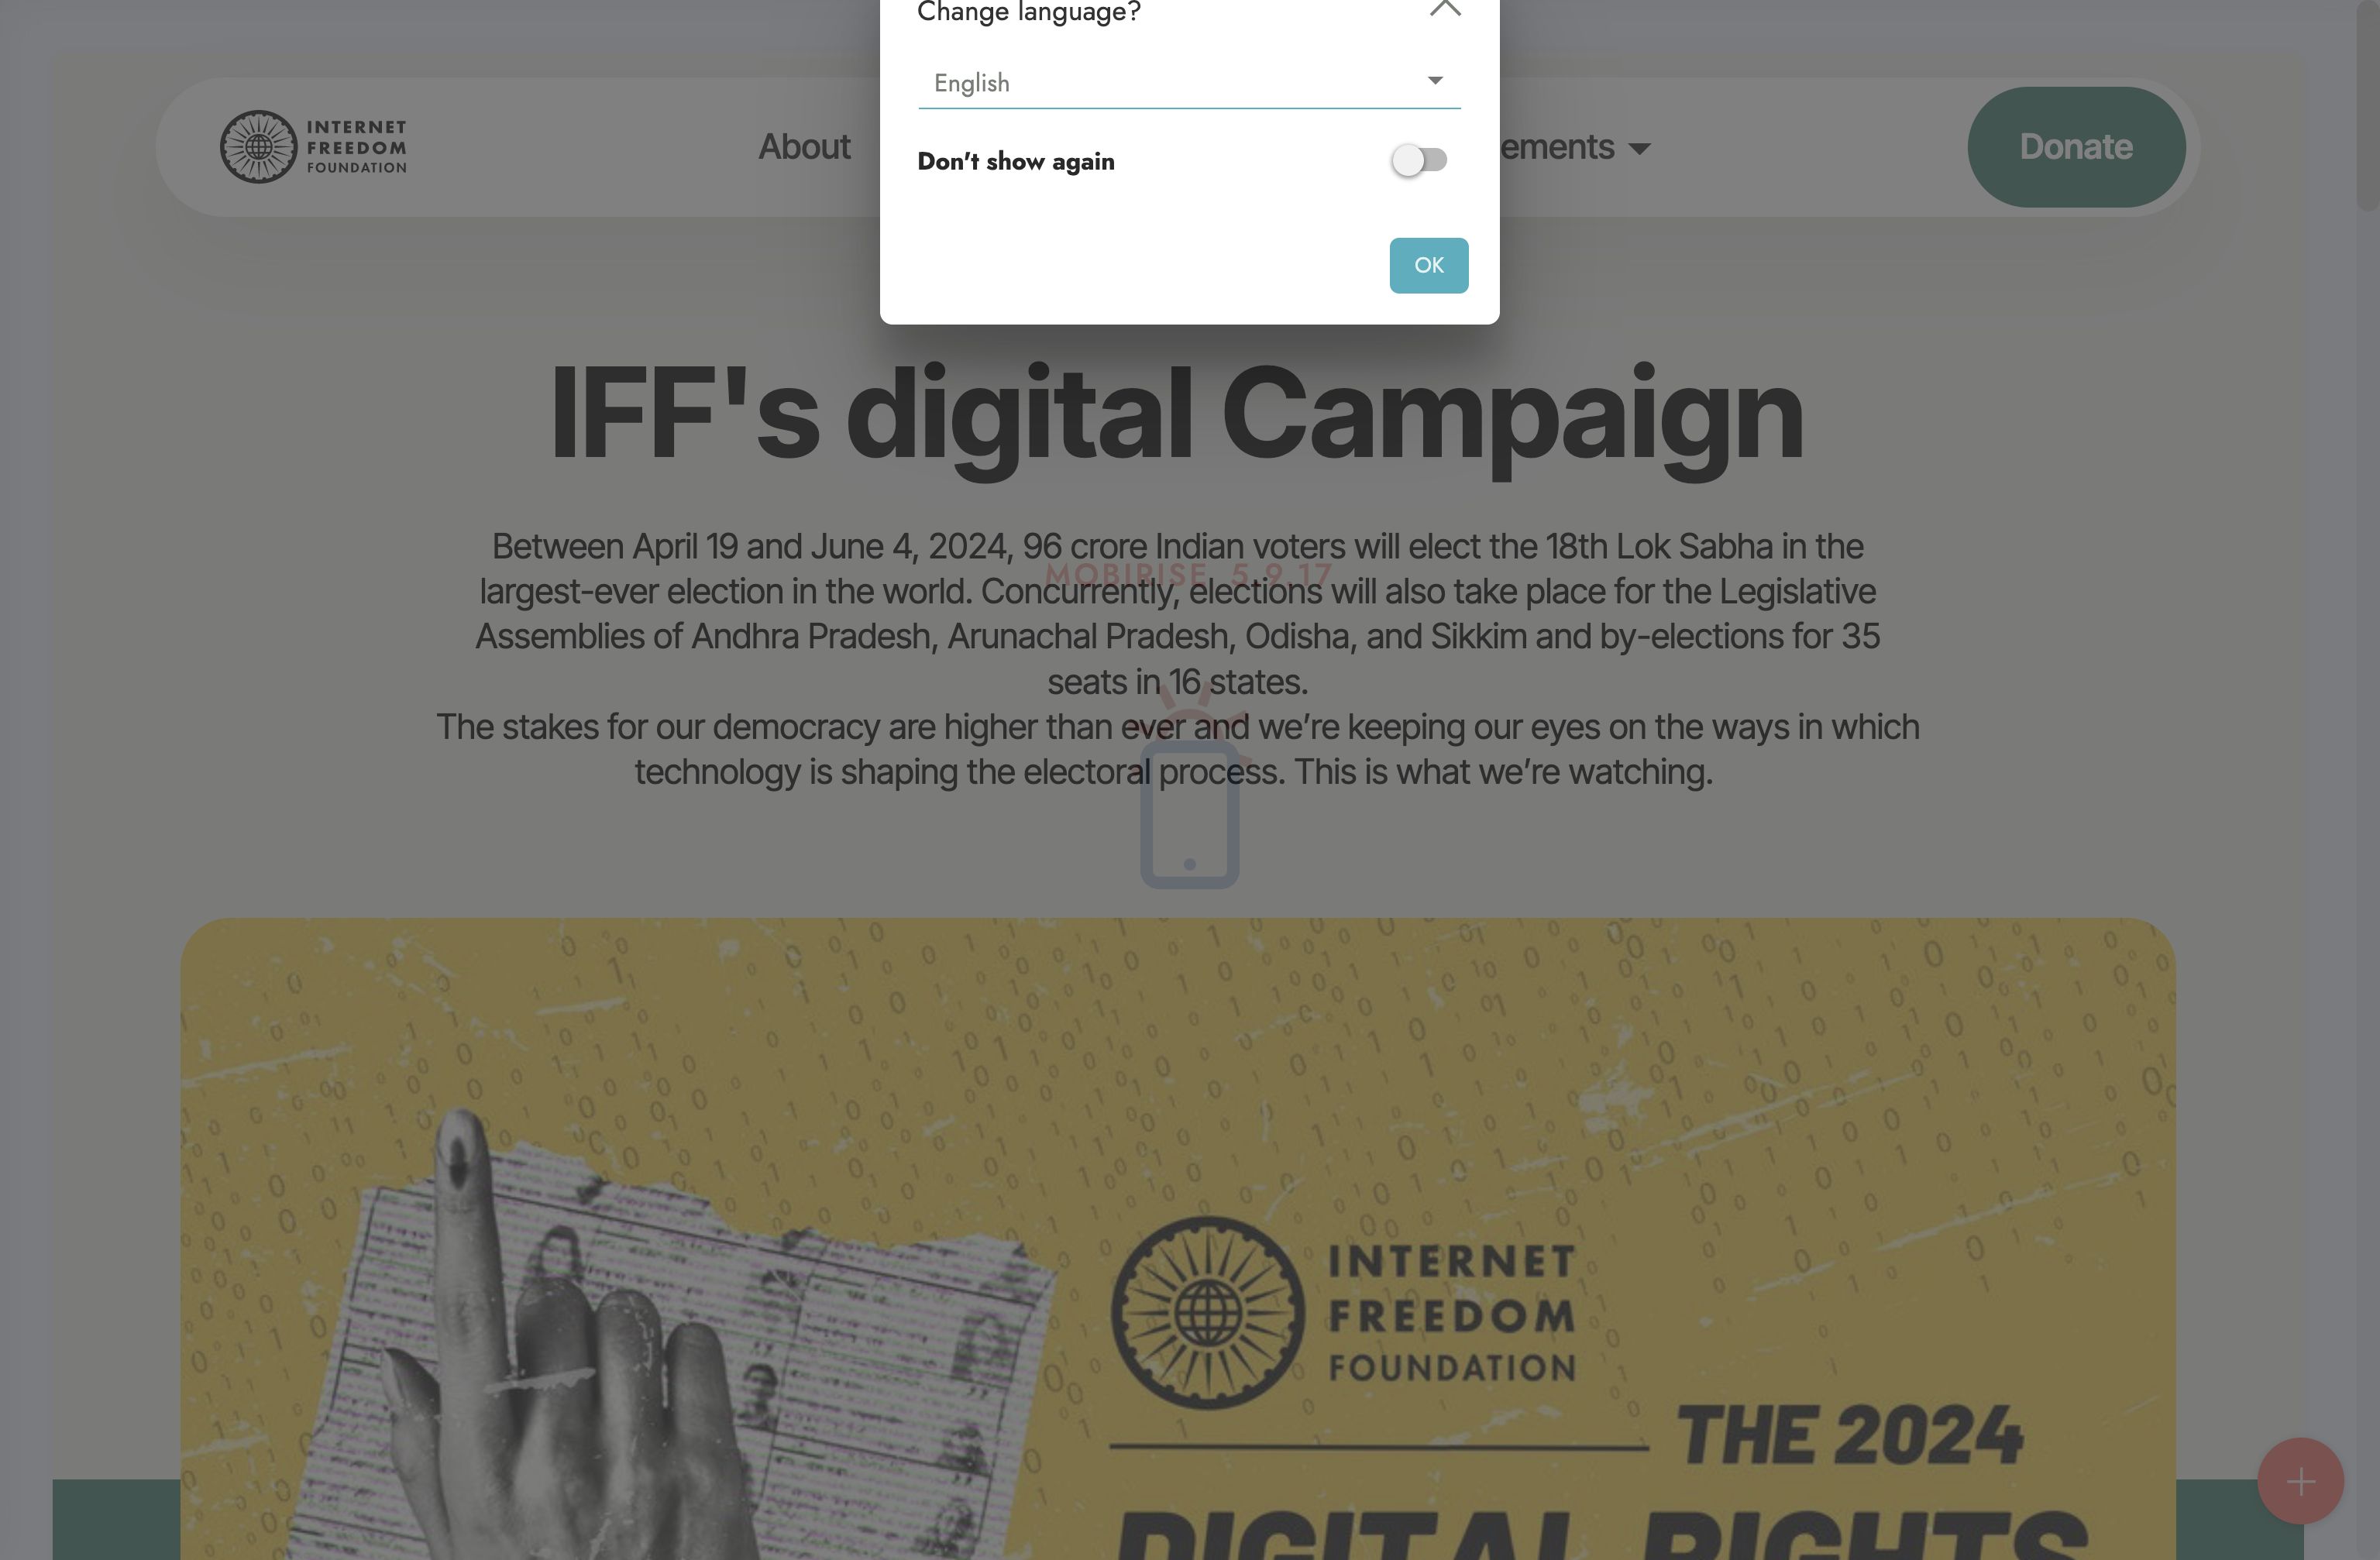 Change language?
English
Don't show again
OK
INTERNET
FREEDOM
FOUNDATION
About
ements
Donate
IFF's digital Campaign
Between April 19 and June 4, 2024, 96 crore Indian voters will elect the 18th Lok Sabha in the
largest-ever election in the world. Concurrently, elections will also take place for the Legislative
Assemblies of Andhra Pradesh, Arunachal Pradesh, Odisha, and Sikkim and by-elections for 35
seats in 16 states.
The stakes for our democracy are higher than ever and we’re keeping our eyes on the ways in which
technology is shaping the electoral process. This is what we’re watching.
MOBIRISE 5.9.17
INTERNET
FREEDOM
FOUNDATION
THE 2024
DIGITAL RIGHTS